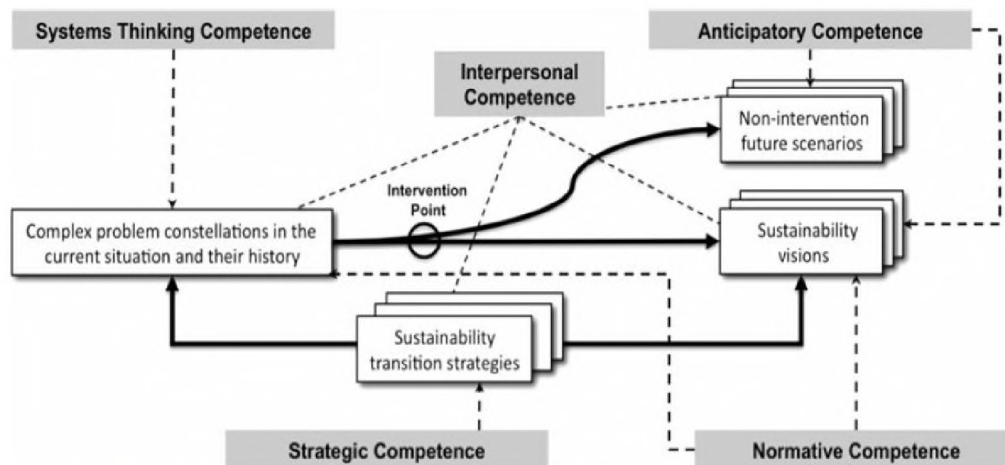 Systems Thinking Competence
Anticipatory Competence
Interpersonal
Competence
Non-intervention
future scenarios
Intervention
Point
Complex problem constellations in the
current situation and their history
Sustainability
visions
Sustainability
transition strategies
Strategic Competence
Normative Competence